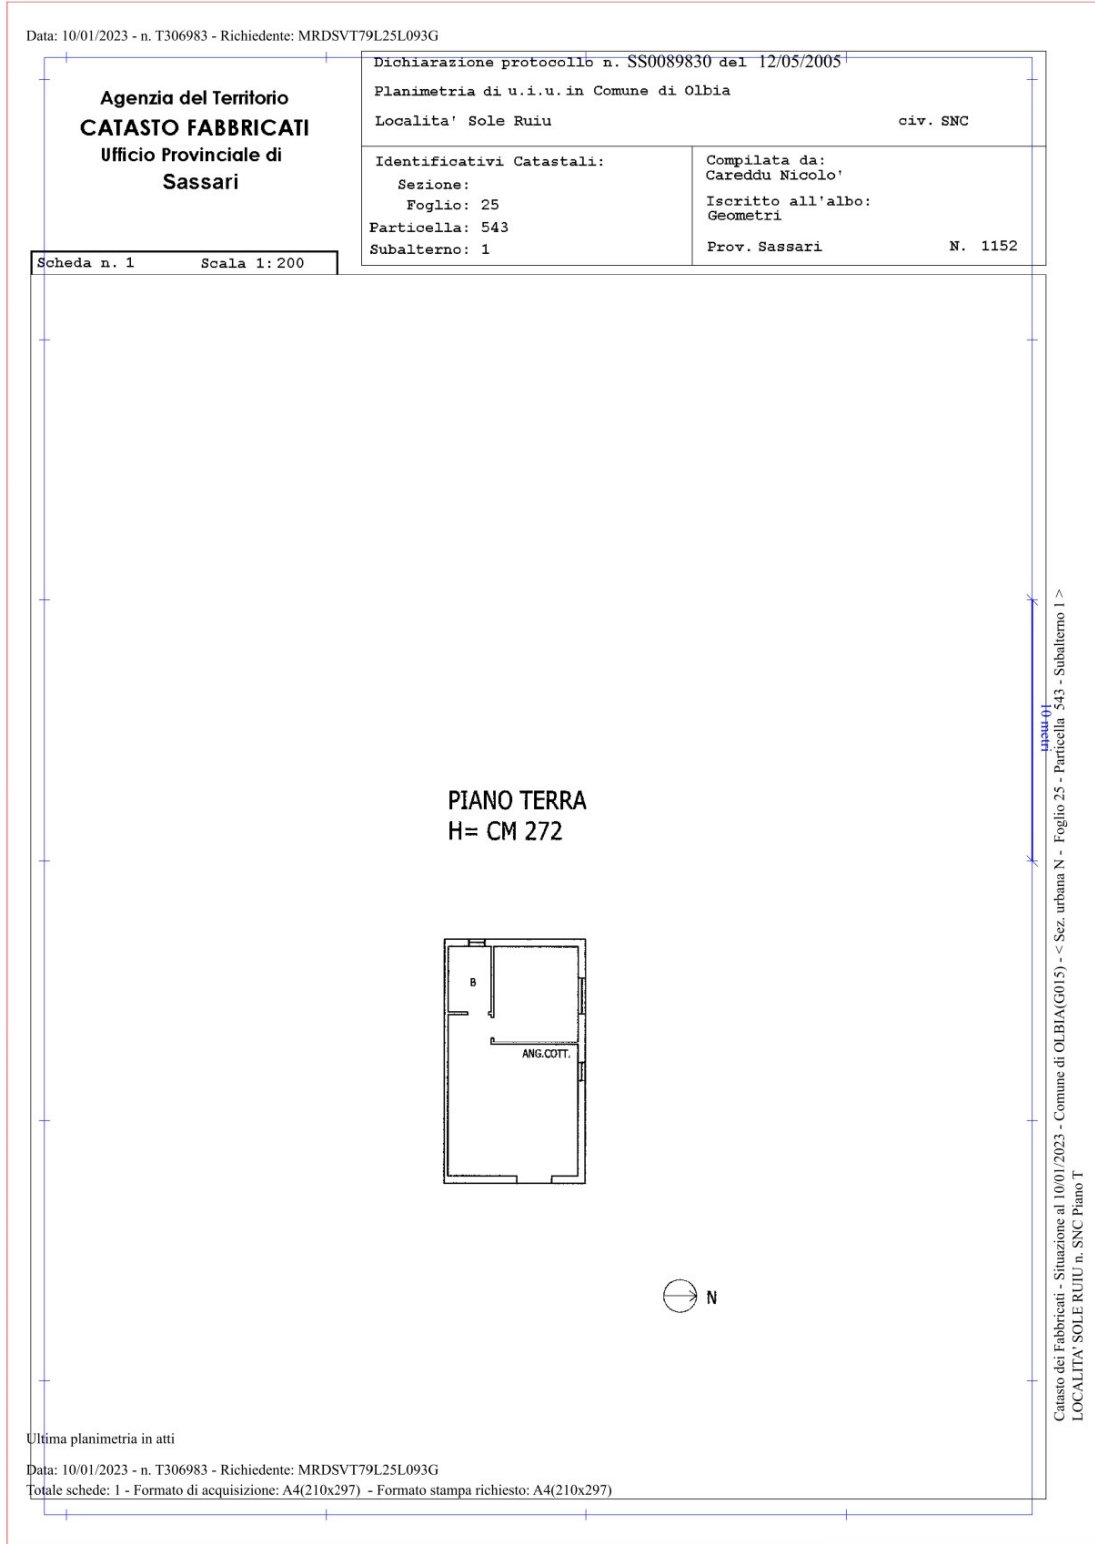 Data: 10/01/2023 - n. T306983 - Richiedente: MRDSVT79L25L093G
Agenzia del Territorio
CATASTO FABBRICATI
Ufficio Provinciale di
Sassari
Dichiarazione protocollo n. SS0089830 del 12/05/2005
Planimetria di u.i.u. in Comune di Olbia
Localita' Sole Ruiu civ. SNC
Identificativi Catastali:
Sezione:
Foglio: 25
Particella: 543
Subalterno: 1
Compilata da:
Careddu Nicolo'
Iscritto all'albo:
Geometri
Prov. Sassari N. 1152
Scheda n. 1 Scala 1:200
PIANO TERRA
H= CM 272
B
ANG.COTT.
N
10 metri
Catasto dei Fabbricati - Situazione al 10/01/2023 - Comune di OLBIA(G015) - < Sez. urbana N - Foglio 25 - Particella 543 - Subalterno 1 >
LOCALITA' SOLE RUIU n. SNC Piano T
Ultima planimetria in atti
Data: 10/01/2023 - n. T306983 - Richiedente: MRDSVT79L25L093G
Totale schede: 1 - Formato di acquisizione: A4(210x297) - Formato stampa richiesto: A4(210x297)